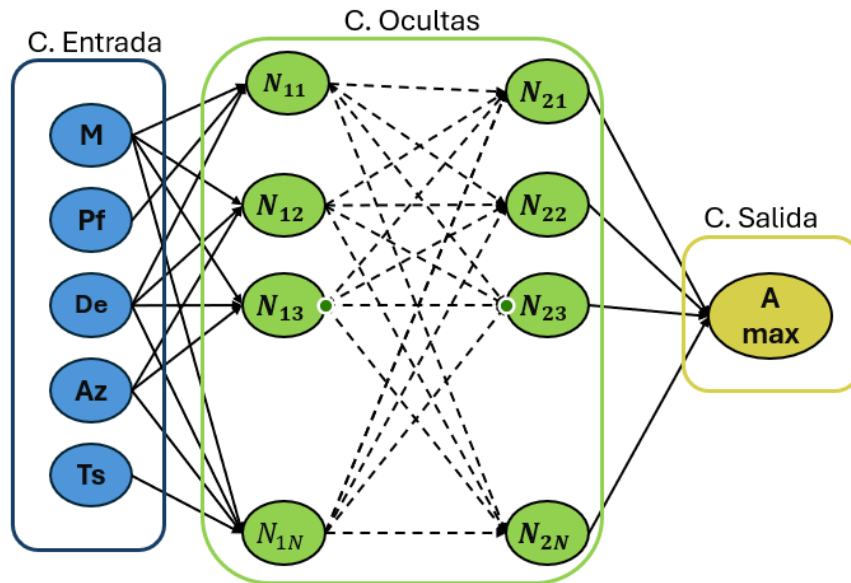 C. Entrada
C. Ocultas
C. Salida
M
Pf
De
Az
Ts
N₁₁
N₁₂
N₁₃
N₁N
N₂₁
N₂₂
N₂₃
N₂N
A
max